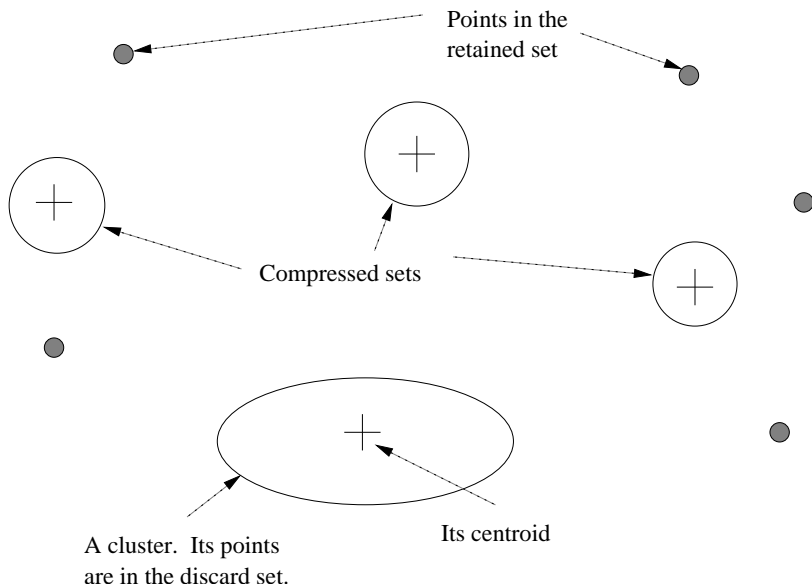 Points in the
retained set
Compressed sets
Its centroid
A cluster.  Its points
are in the discard set.